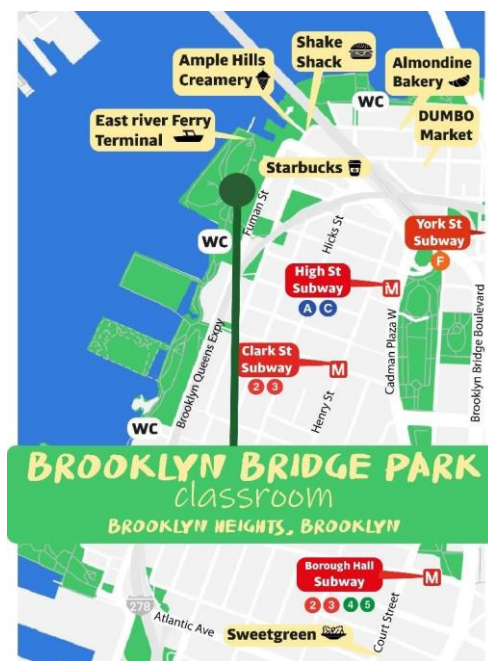 Shake
Shack
Ample Hills
Creamery
Almondine
Bakery
WC
East river Ferry
Terminal
DUMBO
Market
Starbucks
Furman St
York St
Subway
F
WC
Hicks St
High St
Subway
M
A C
Cadman Plaza W
Brooklyn Bridge Boulevard
Brooklyn Queens Expy
Clark St
Subway
M
2 3
Henry St
WC
BROOKLYN BRIDGE PARK
classroom
BROOKLYN HEIGHTS, BROOKLYN
Borough Hall
Subway
M
2 3 4 5
278
Atlantic Ave
Court Street
Sweetgreen